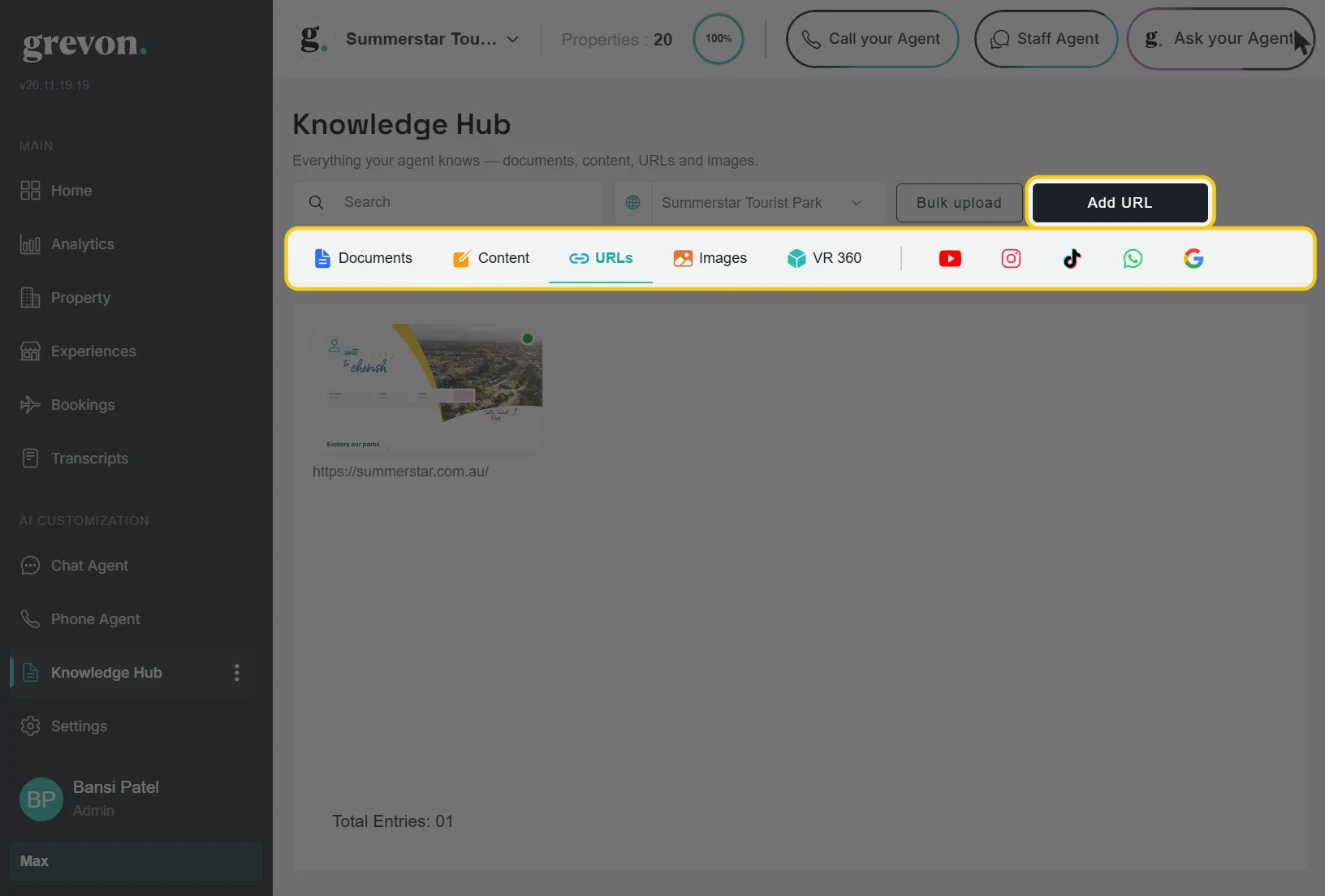 grevon.
v26.11.19.19
MAIN
Home
Analytics
Property
Experiences
Bookings
Transcripts
AI CUSTOMIZATION
Chat Agent
Phone Agent
Knowledge Hub
Settings
BP
Bansi Patel
Admin
Max
g.
Summerstar Tou...
Properties : 20
100%
Call your Agent
Staff Agent
g.
Ask your Agent
Knowledge Hub
Everything your agent knows — documents, content, URLs and images.
Search
Summerstar Tourist Park
Bulk upload
Add URL
Documents
Content
URLs
Images
VR 360
to cherish
Explore our parks
https://summerstar.com.au/
Total Entries: 01